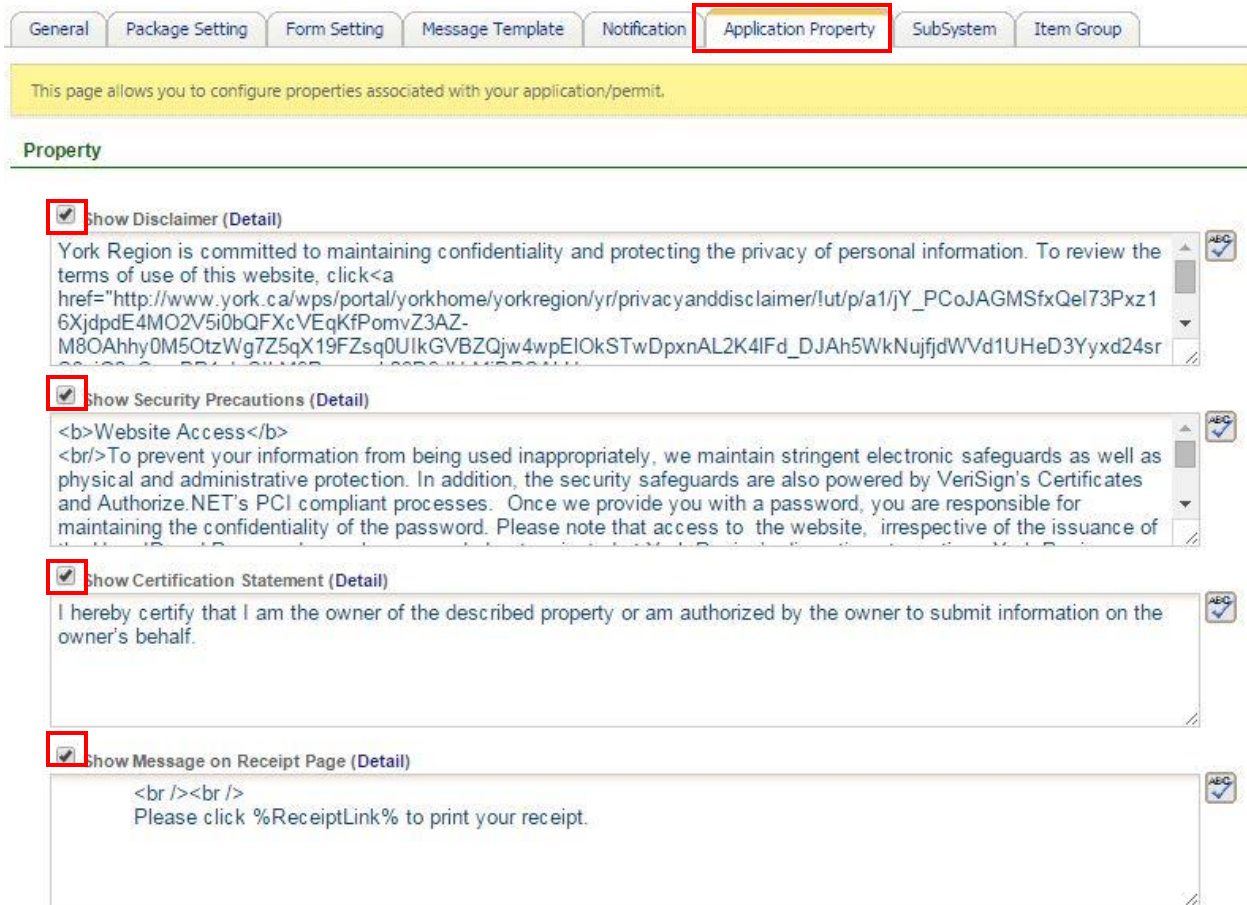 General Package Setting Form Setting Message Template Notification Application Property SubSystem Item Group
This page allows you to configure properties associated with your application/permit.
Property
Show Disclaimer (Detail)
York Region is committed to maintaining confidentiality and protecting the privacy of personal information. To review the
terms of use of this website, click<a
href="http://www.york.ca/wps/portal/yorkhome/yorkregion/yr/privacyanddisclaimer/!ut/p/a1/jY_PCoJAGMSfxQeI73Pxz1
6XjdpdE4MO2V5i0bQFXcVEqKfPomvZ3AZ-
M8OAhhy0M5OtzWg7Z5qX19FZsq0UIkGVBZQjw4wpEIOkSTwDpxnAL2K4lFd_DJAh5WkNujfjdWVd1UHeD3Yyxd24sr
ABC
Show Security Precautions (Detail)
<b>Website Access</b>
<br/>To prevent your information from being used inappropriately, we maintain stringent electronic safeguards as well as
physical and administrative protection. In addition, the security safeguards are also powered by VeriSign's Certificates
and Authorize.NET's PCI compliant processes.  Once we provide you with a password, you are responsible for
maintaining the confidentiality of the password. Please note that access to  the website,  irrespective of the issuance of
ABC
Show Certification Statement (Detail)
I hereby certify that I am the owner of the described property or am authorized by the owner to submit information on the
owner's behalf.
ABC
Show Message on Receipt Page (Detail)
<br /><br />
Please click %ReceiptLink% to print your receipt.
ABC